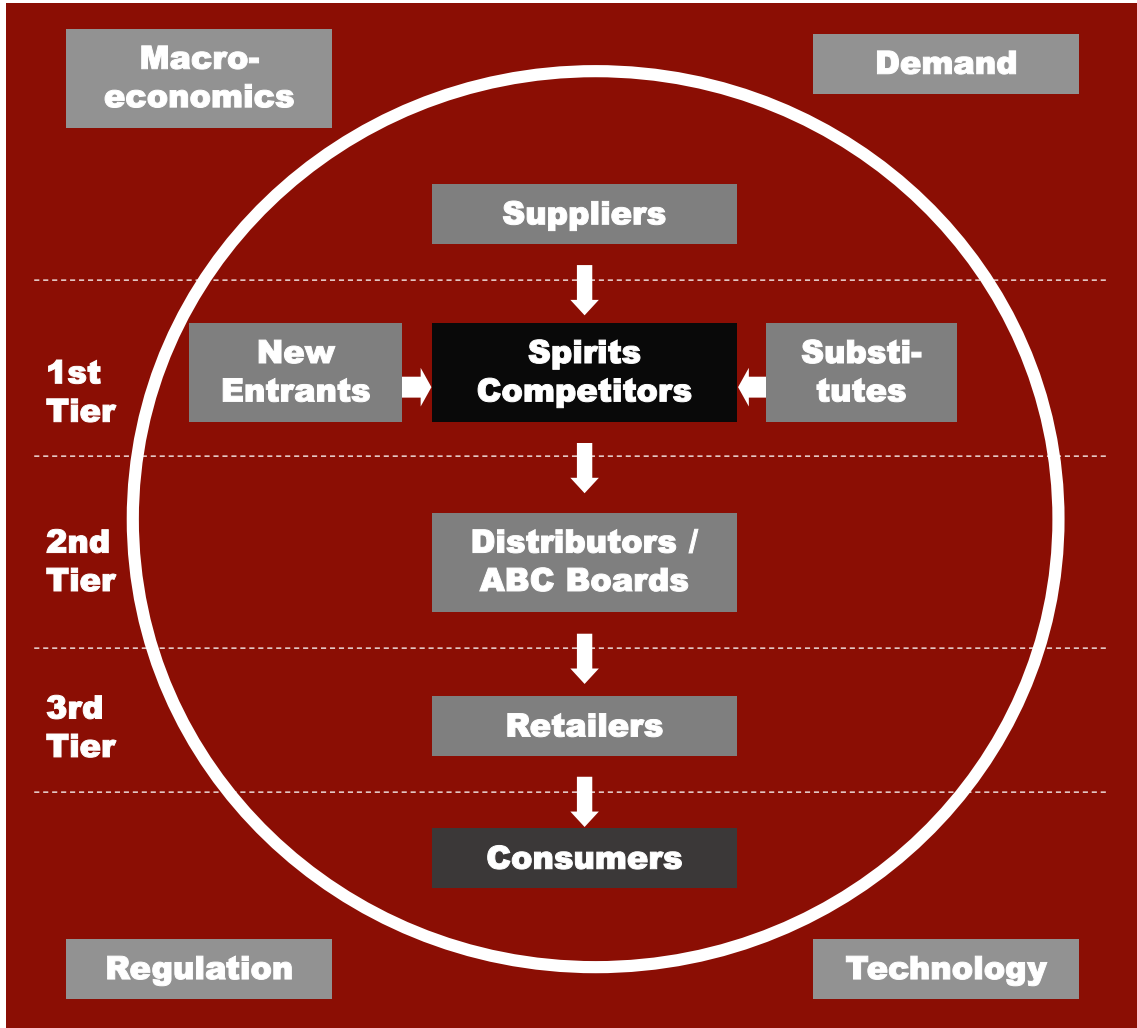 Macro-
economics
Demand
Suppliers
1st
Tier
New
Entrants
Spirits
Competitors
Substi-
tutes
2nd
Tier
Distributors /
ABC Boards
3rd
Tier
Retailers
Consumers
Regulation
Technology